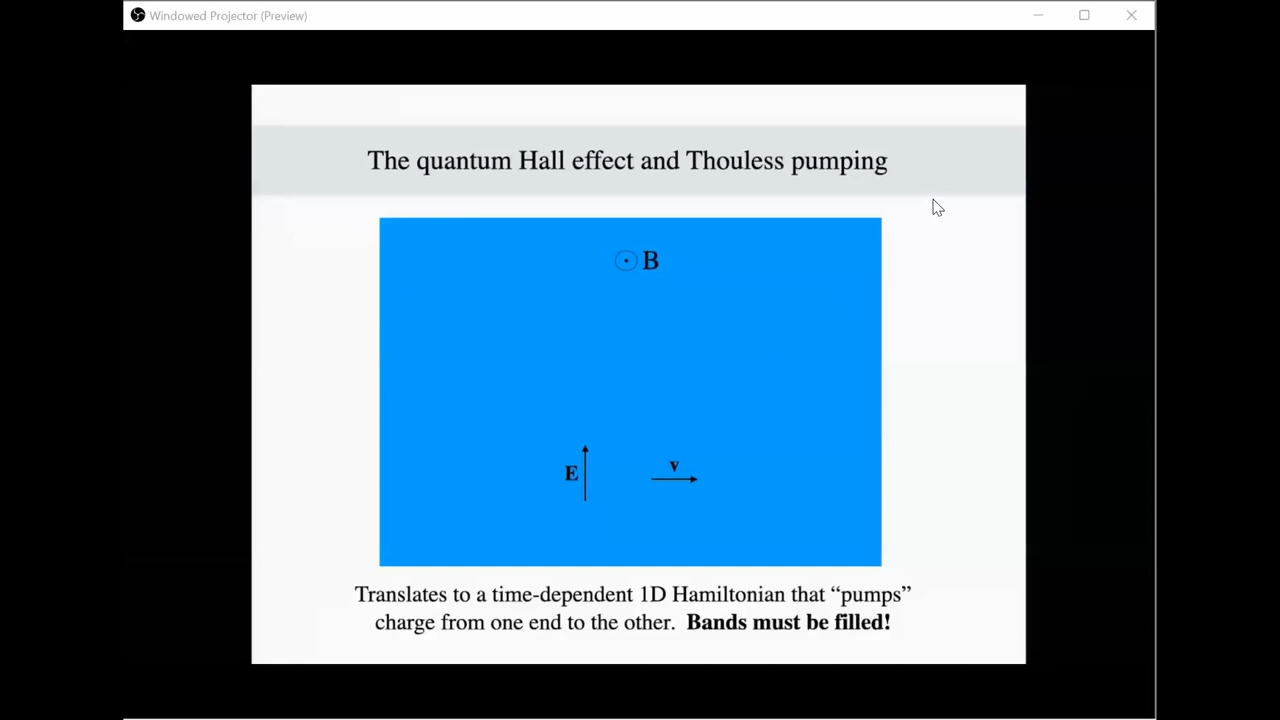 Windowed Projector (Preview)
The quantum Hall effect and Thouless pumping
B
E
v
Translates to a time-dependent 1D Hamiltonian that “pumps”
charge from one end to the other. Bands must be filled!